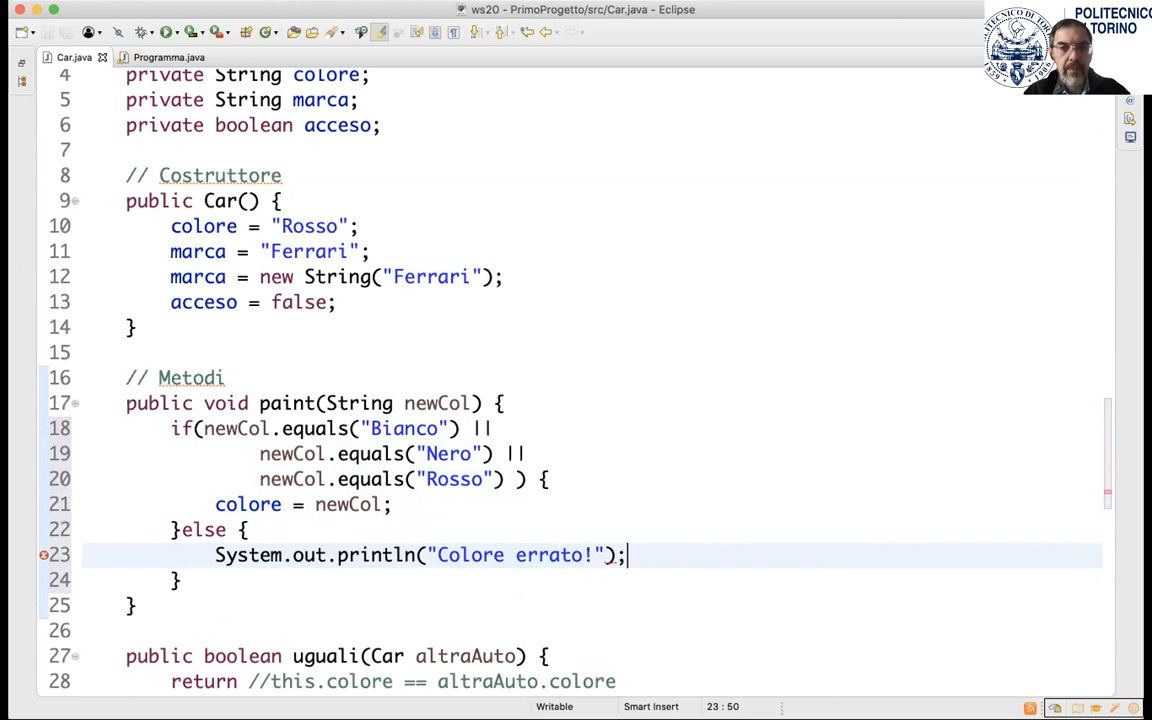 ws20 - PrimoProgetto/src/Car.java - Eclipse
POLITECNICO
DI TORINO
1859
1906
Car.java
Programma.java
4 private String colore;
5 private String marca;
6 private boolean acceso;
7
8 // Costruttore
9 public Car() {
10 colore = "Rosso";
11 marca = "Ferrari";
12 marca = new String("Ferrari");
13 acceso = false;
14 }
15
16 // Metodi
17 public void paint(String newCol) {
18 if(newCol.equals("Bianco") ||
19 newCol.equals("Nero") ||
20 newCol.equals("Rosso") ) {
21 colore = newCol;
22 }else {
23 System.out.println("Colore errato!");
24 }
25 }
26
27 public boolean uguali(Car altraAuto) {
28 return //this.colore == altraAuto.colore
Writable
Smart Insert
23 : 50